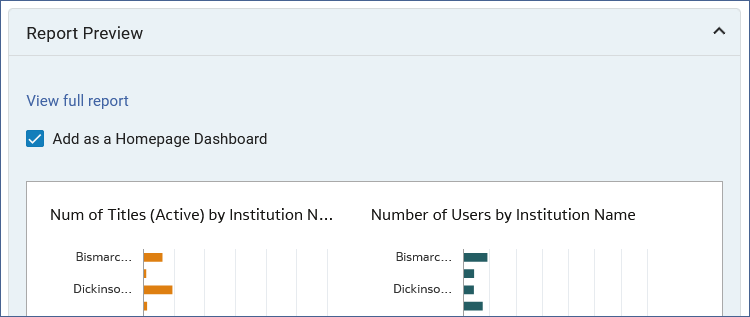 Report Preview
View full report
Add as a Homepage Dashboard
Num of Titles (Active) by Institution N...
Number of Users by Institution Name
Bismarc...
Bismarc...
Dickinso...
Dickinso...